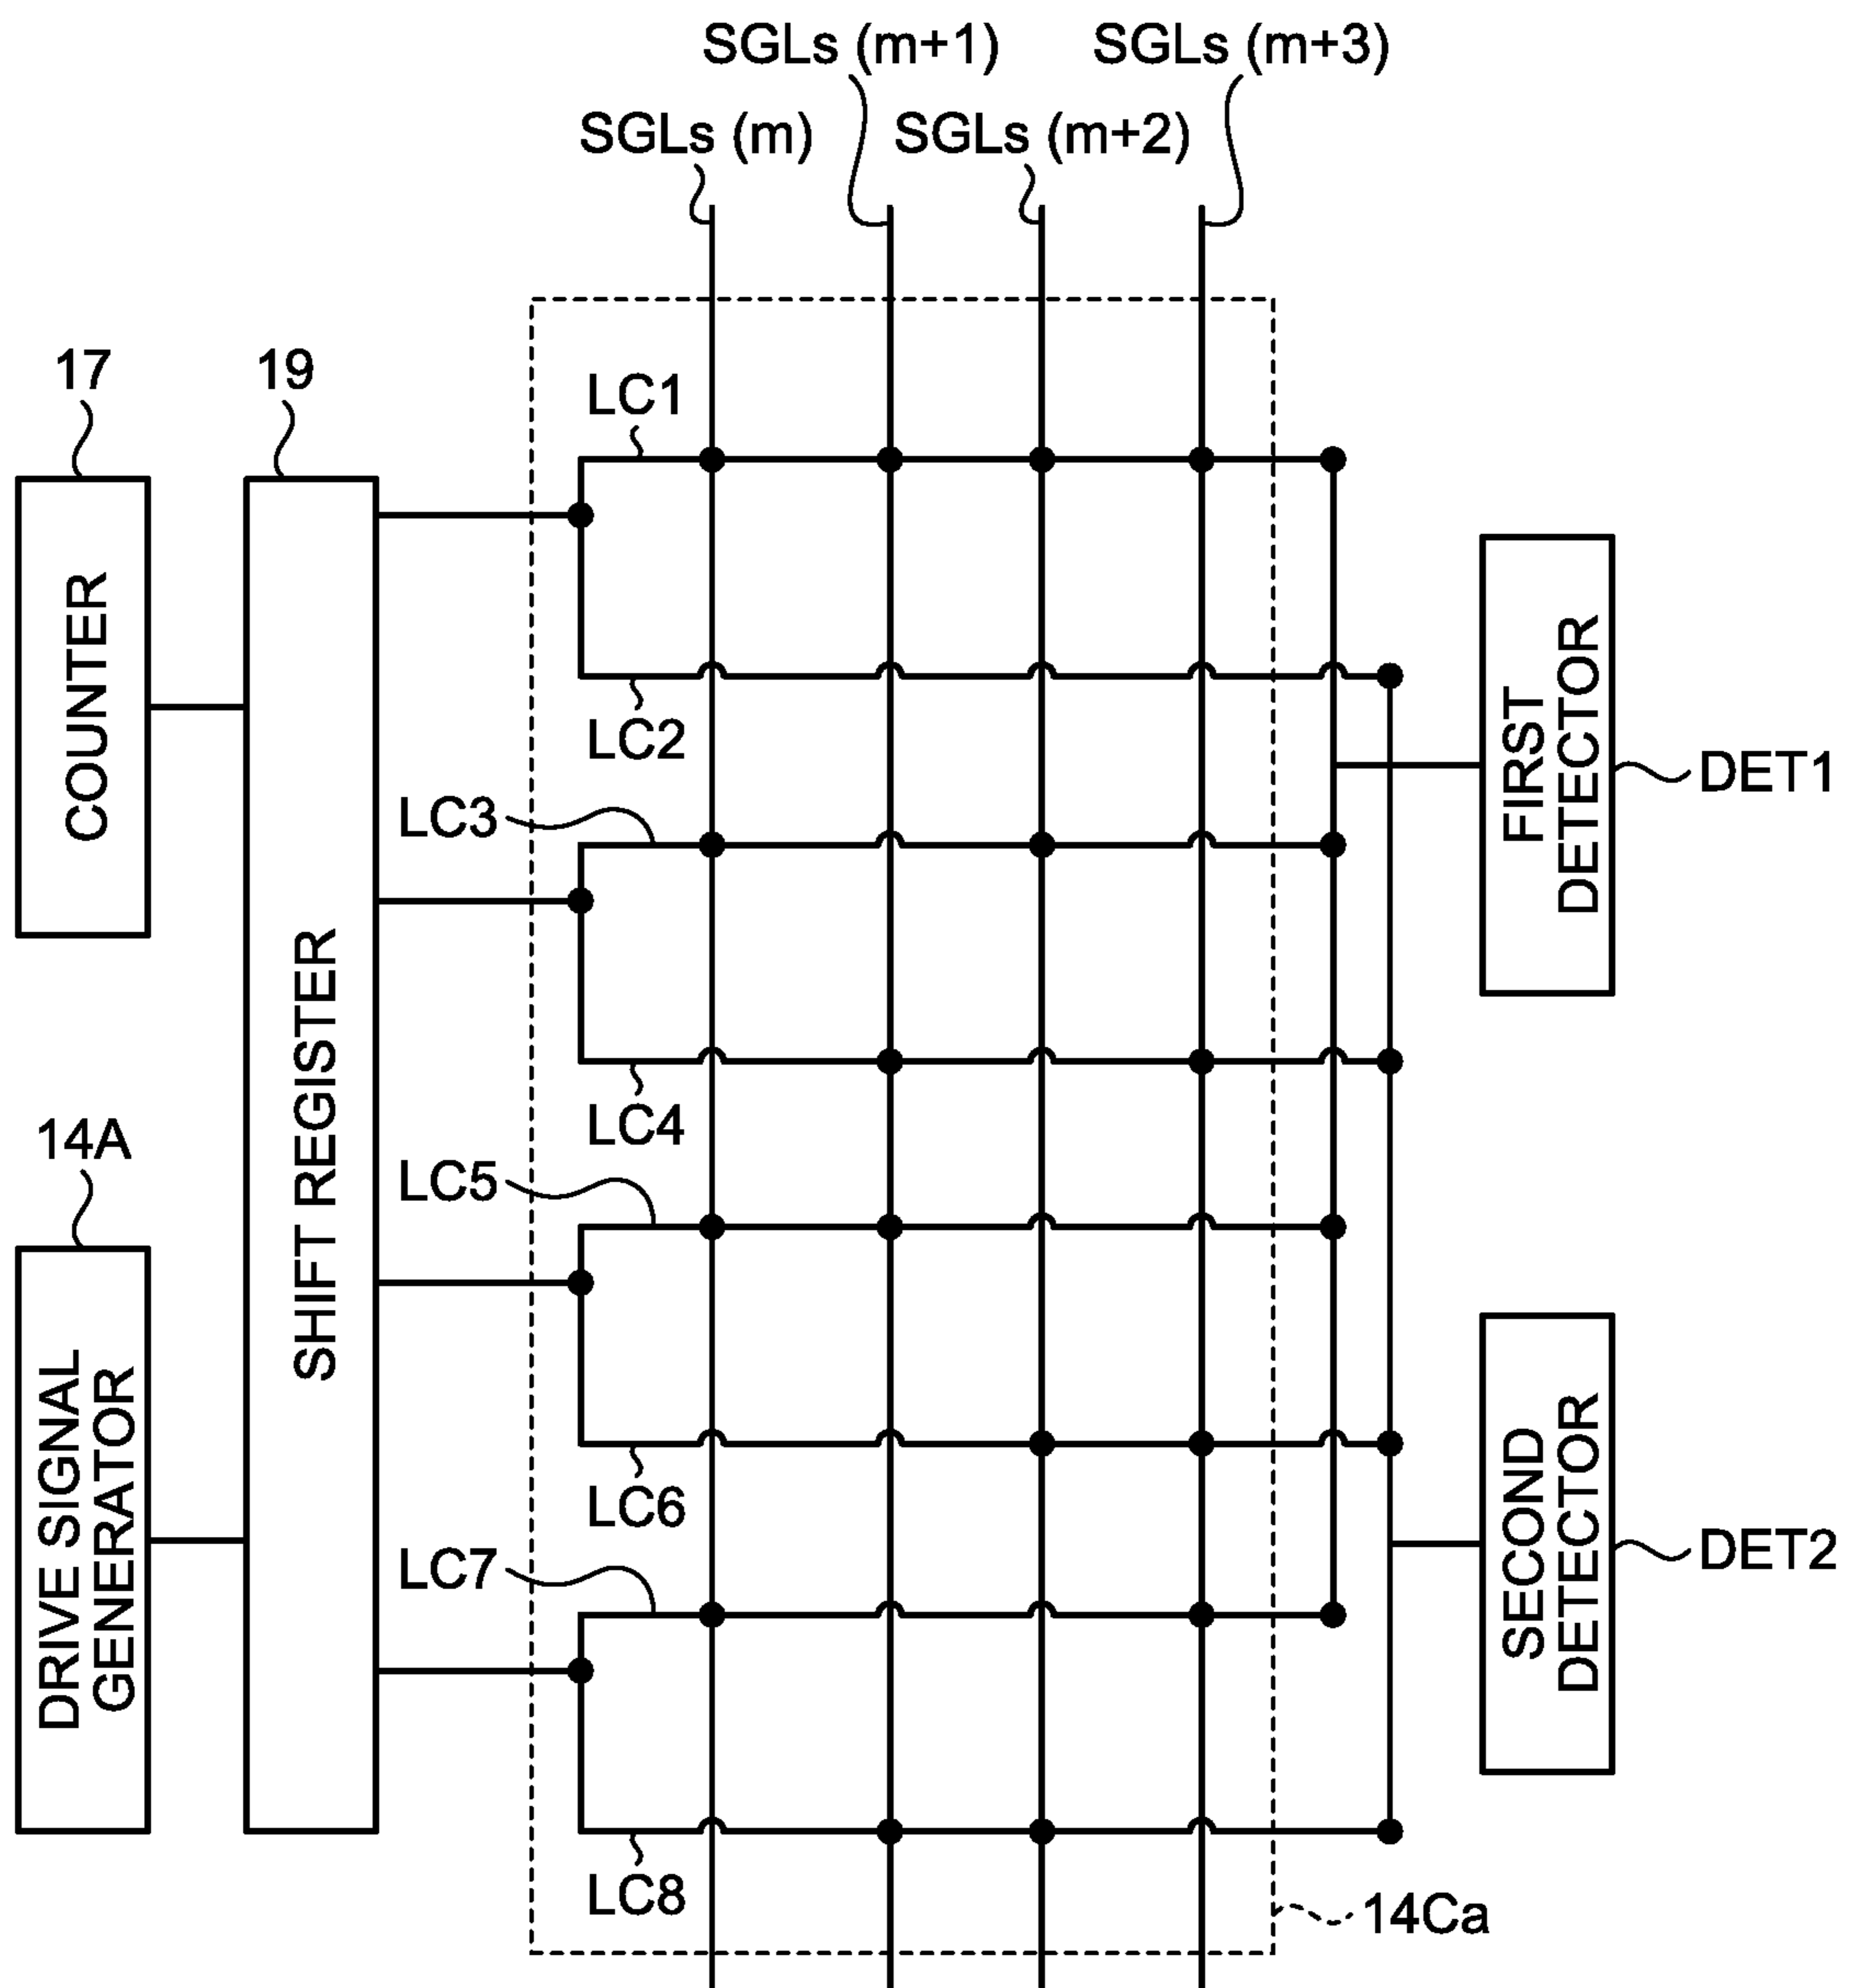 SGLs (m+1)
SGLs (m+3)
SGLs (m)
SGLs (m+2)
17
19
LC1
COUNTER
LC2
FIRST
DETECTOR
DET1
LC3
SHIFT REGISTER
LC4
14A
LC5
DRIVE SIGNAL
GENERATOR
LC6
SECOND
DETECTOR
DET2
LC7
LC8
14Ca